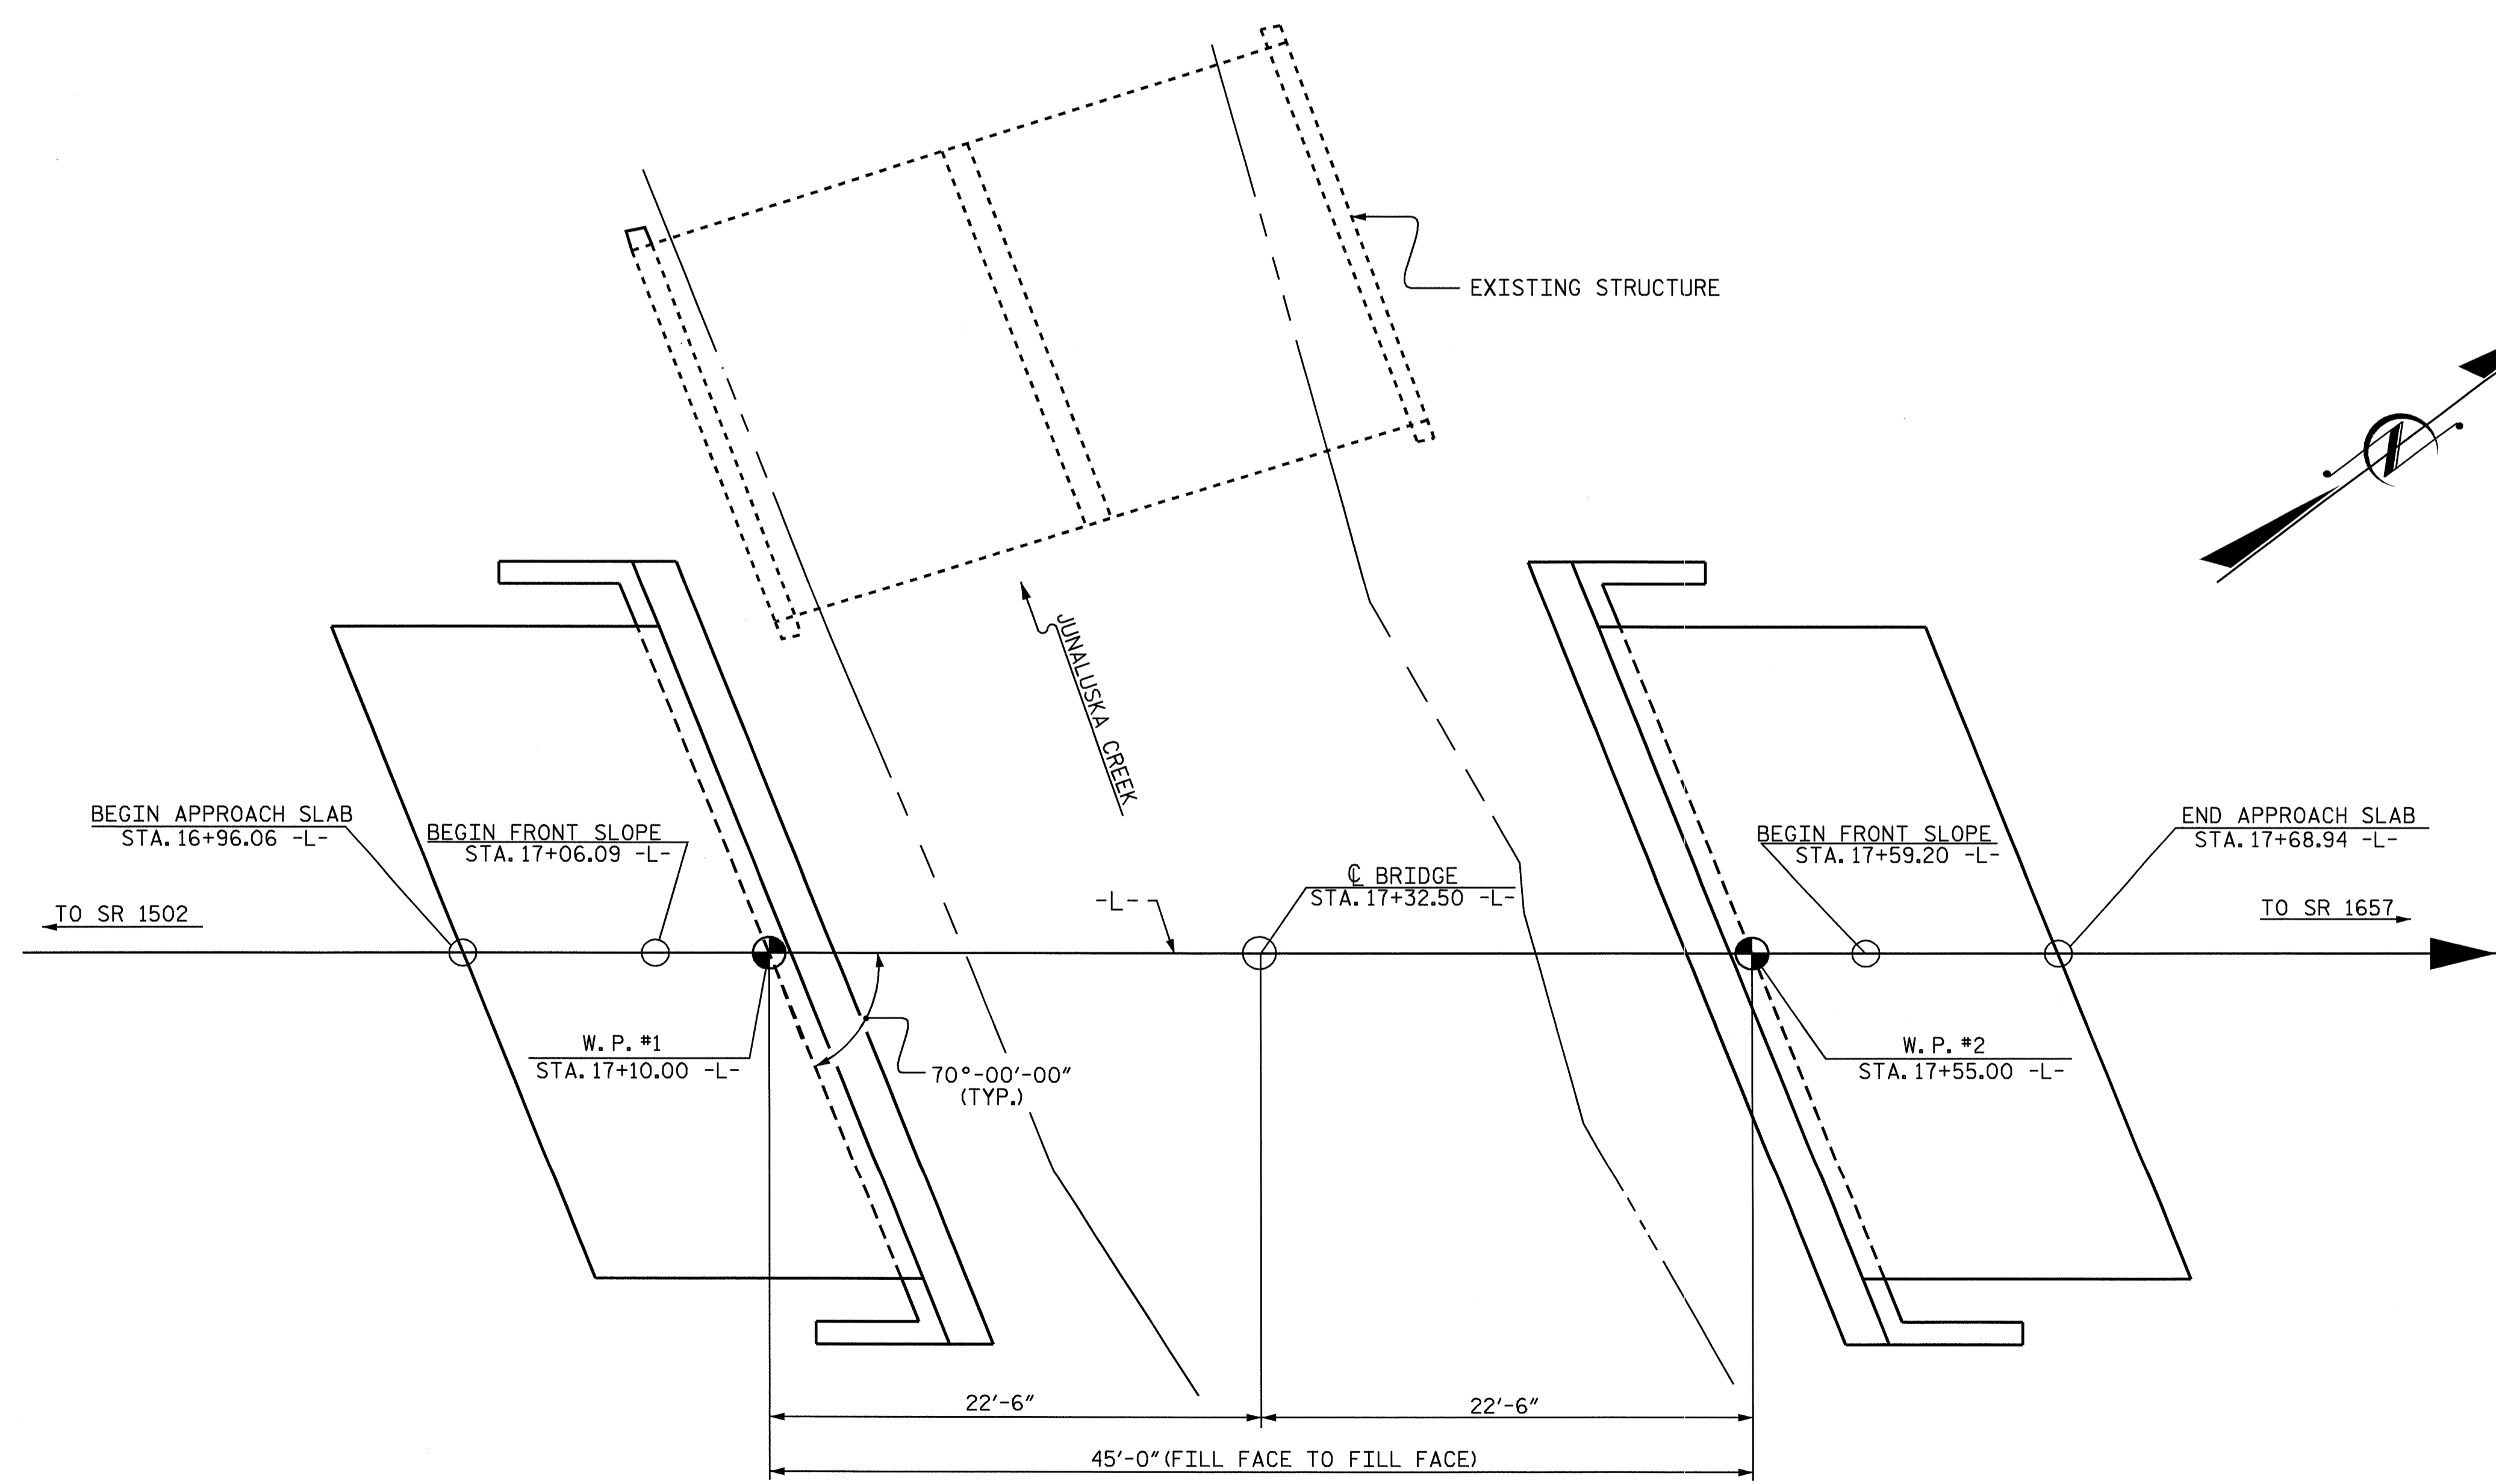 EXISTING STRUCTURE
N
JUNALUSKA CREEK
BEGIN APPROACH SLAB
STA. 16+96.06 -L-
BEGIN FRONT SLOPE
STA. 17+06.09 -L-
℄ BRIDGE
STA. 17+32.50 -L-
-L-
BEGIN FRONT SLOPE
STA. 17+59.20 -L-
END APPROACH SLAB
STA. 17+68.94 -L-
TO SR 1502
TO SR 1657
W.P. #1
STA. 17+10.00 -L-
70°-00'-00"
(TYP.)
W.P. #2
STA. 17+55.00 -L-
22'-6"
22'-6"
45'-0" (FILL FACE TO FILL FACE)